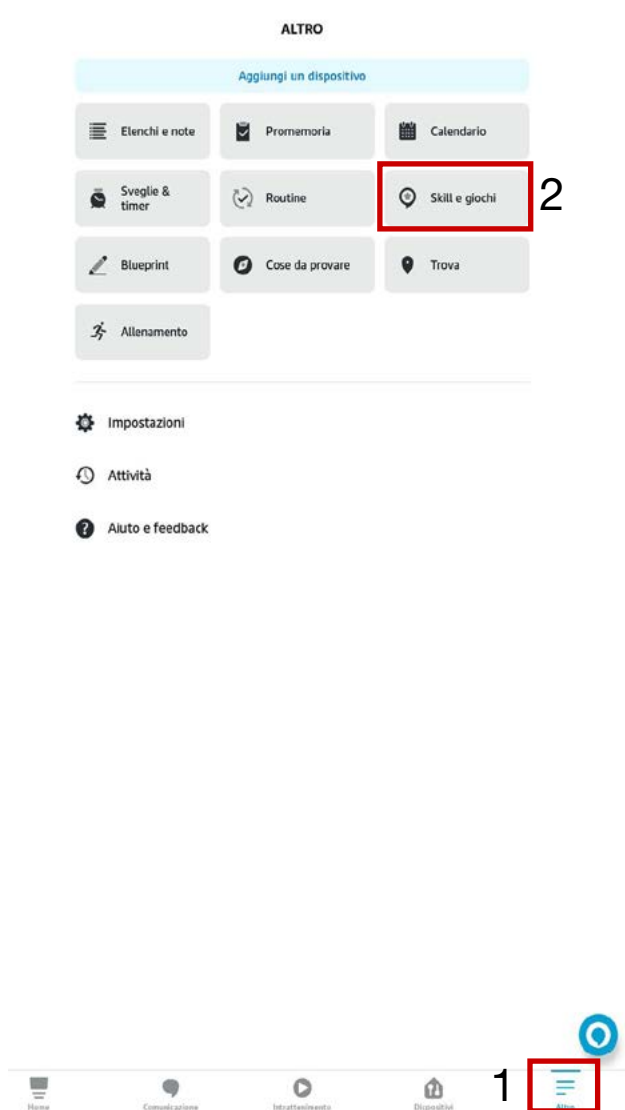 ALTRO
Aggiungi un dispositivo
Elenchi e note
Promemoria
Calendario
Sveglie &
timer
Routine
Skill e giochi
2
Blueprint
Cose da provare
Trova
Allenamento
Impostazioni
Attività
Aiuto e feedback
1
Home
Comunicazione
Intrattenimento
Dispositivi
Altro